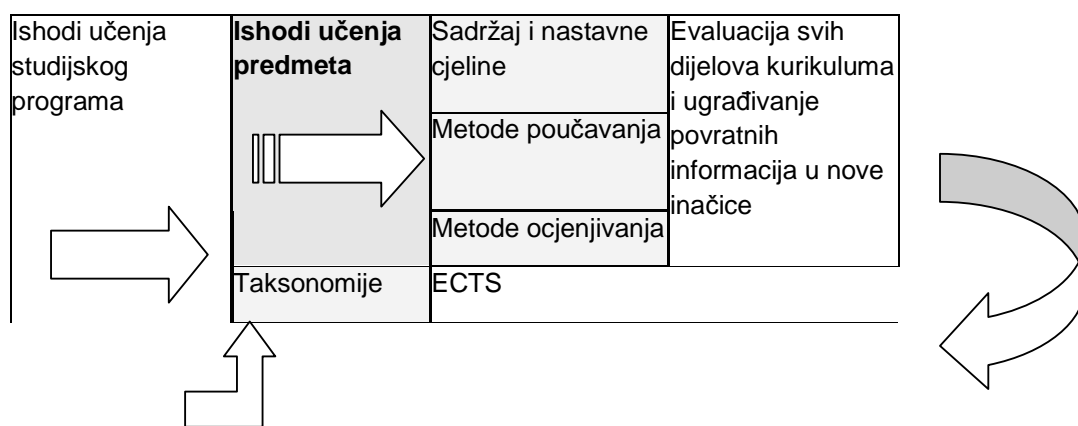 Ishodi učenja
studijskog
programa
Ishodi učenja
predmeta
Sadržaj i nastavne
cjeline
Metode poučavanja
Metode ocjenjivanja
Evaluacija svih
dijelova kurikuluma
i ugrađivanje
povratnih
informacija u nove
inačice
Taksonomije
ECTS